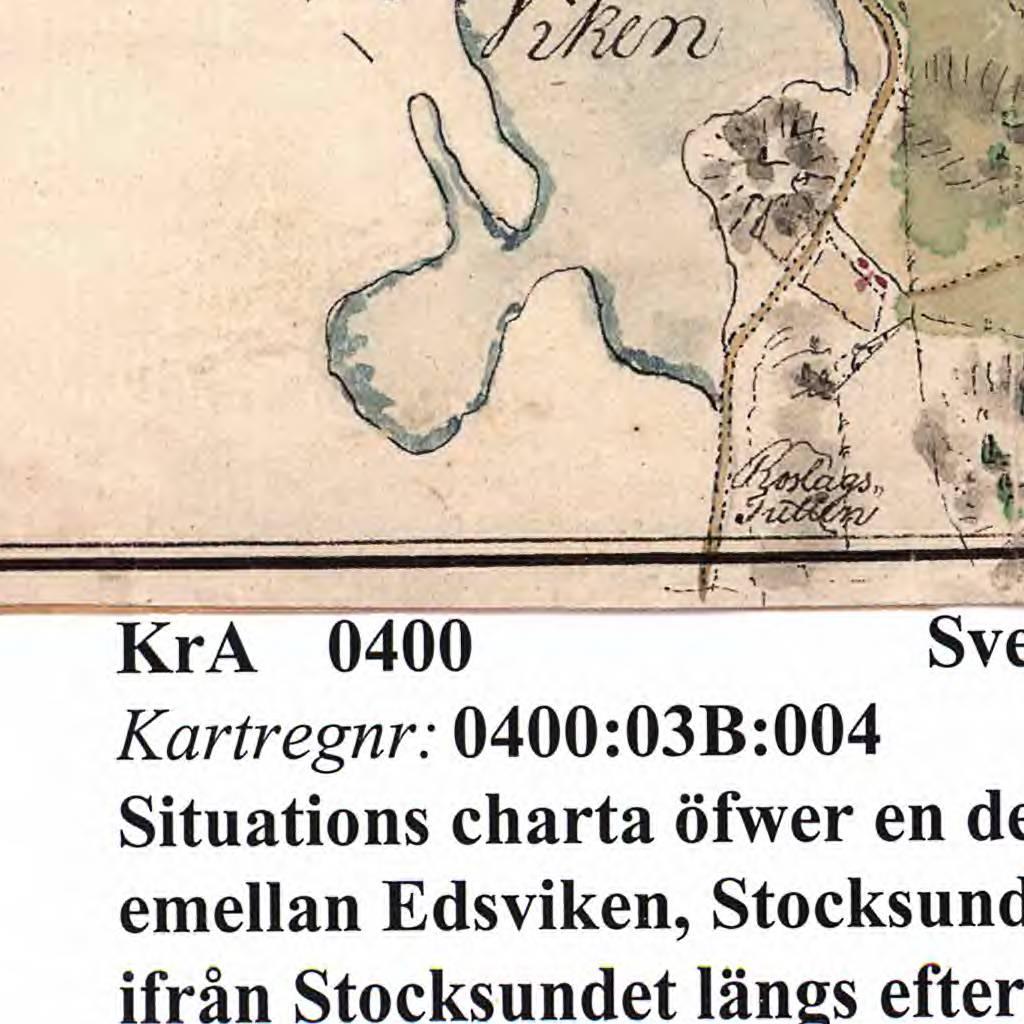 Viken
Roslags„
Tullen
KrA 0400 Sve
Kartregnr: 0400:03B:004
Situations charta öfwer en de
emellan Edsviken, Stocksund
ifrån Stocksundet längs efter